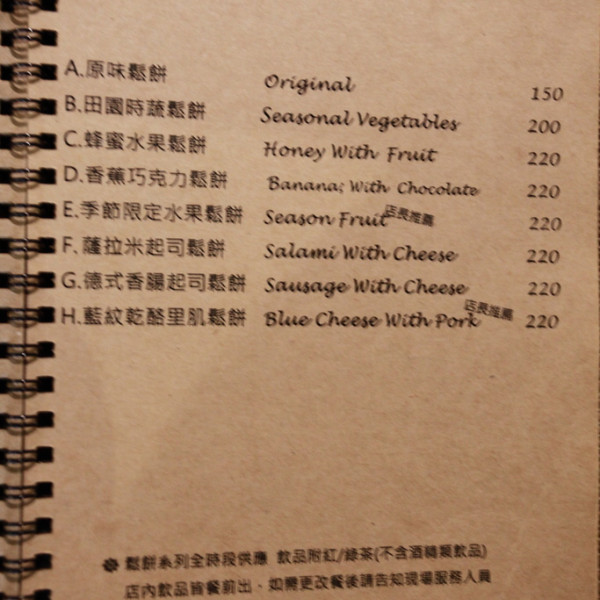 A.原味鬆餅 Original 150
B.田園時蔬鬆餅 Seasonal Vegetables 200
C.蜂蜜水果鬆餅 Honey With Fruit 220
D.香蕉巧克力鬆餅 Banana; With Chocolate 220
E.季節限定水果鬆餅 Season Fruit 店長推薦 220
F.薩拉米起司鬆餅 Salami With Cheese 220
G.德式香腸起司鬆餅 Sausage With Cheese 220
H.藍紋乾酪里肌鬆餅 Blue Cheese With Pork 店長推薦 220
鬆餅系列全時段供應 飲品附紅/綠茶(不含酒精類飲品)
店內飲品皆餐前出，如需更改餐後請告知現場服務人員